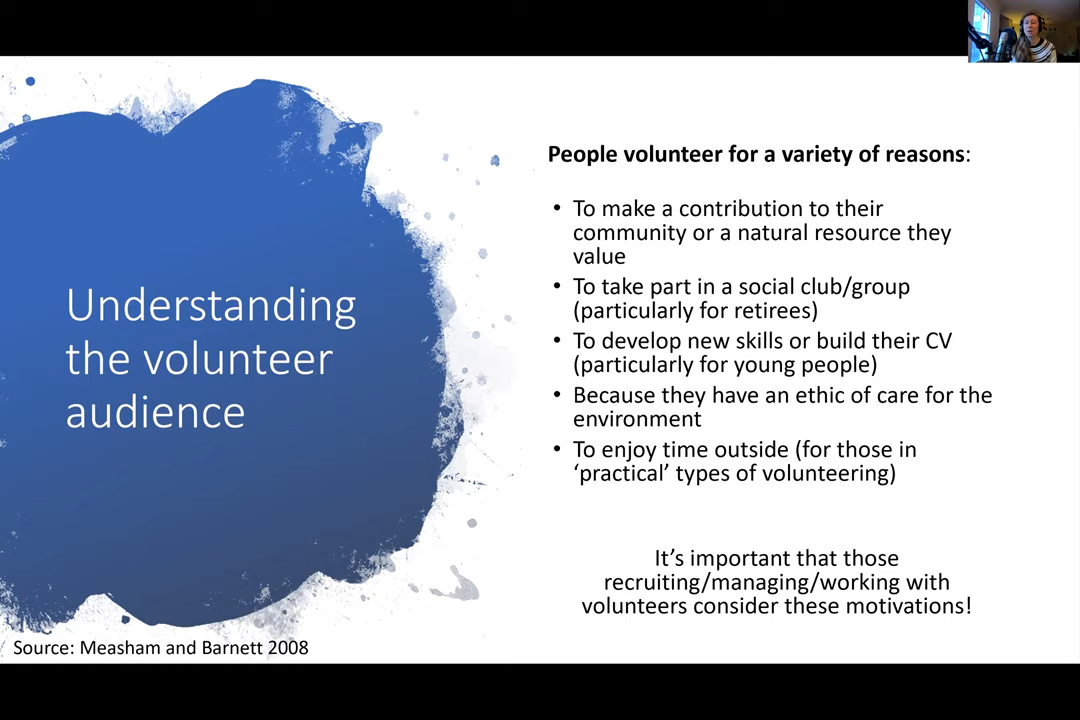 Understanding
the volunteer
audience
People volunteer for a variety of reasons:
• To make a contribution to their
community or a natural resource they
value
• To take part in a social club/group
(particularly for retirees)
• To develop new skills or build their CV
(particularly for young people)
• Because they have an ethic of care for the
environment
• To enjoy time outside (for those in
‘practical’ types of volunteering)
It’s important that those
recruiting/managing/working with
volunteers consider these motivations!
Source: Measham and Barnett 2008